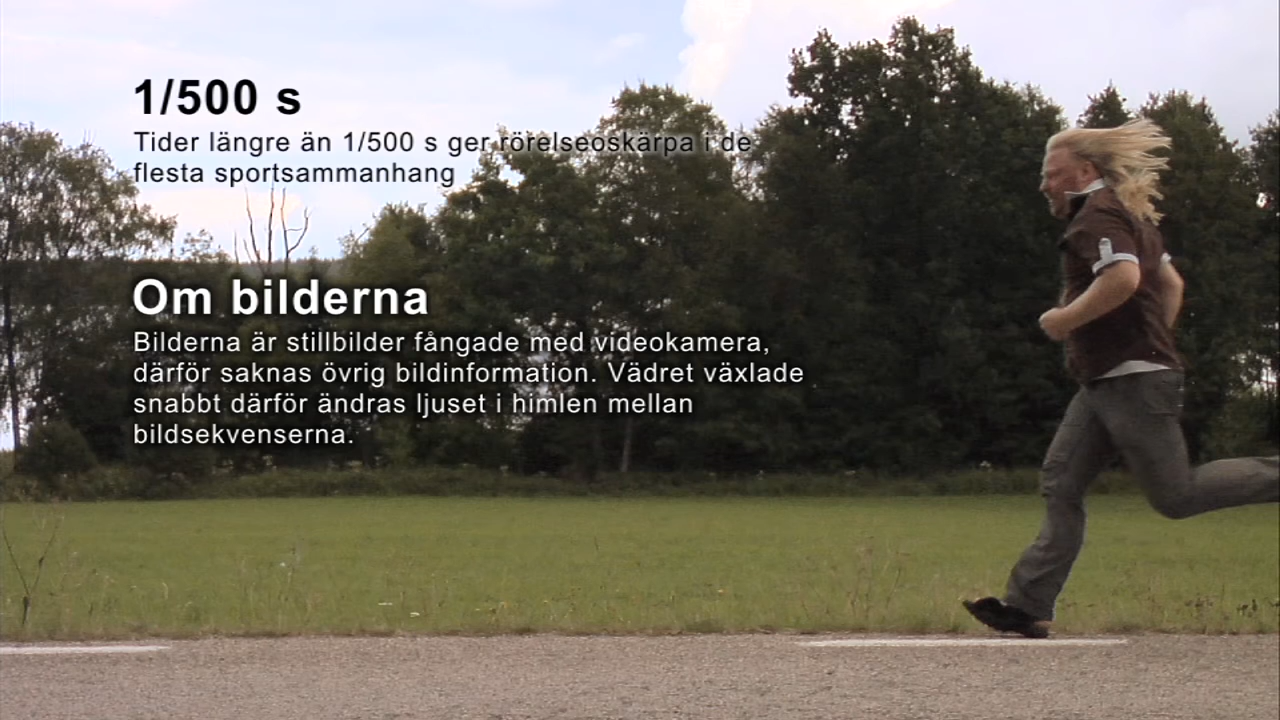 1/500 s
Tider längre än 1/500 s ger rörelseoskärpa i de
flesta sportsammanhang
Om bilderna
Bilderna är stillbilder fångade med videokamera,
därför saknas övrig bildinformation. Vädret växlade
snabbt därför ändras ljuset i himlen mellan
bildsekvenserna.